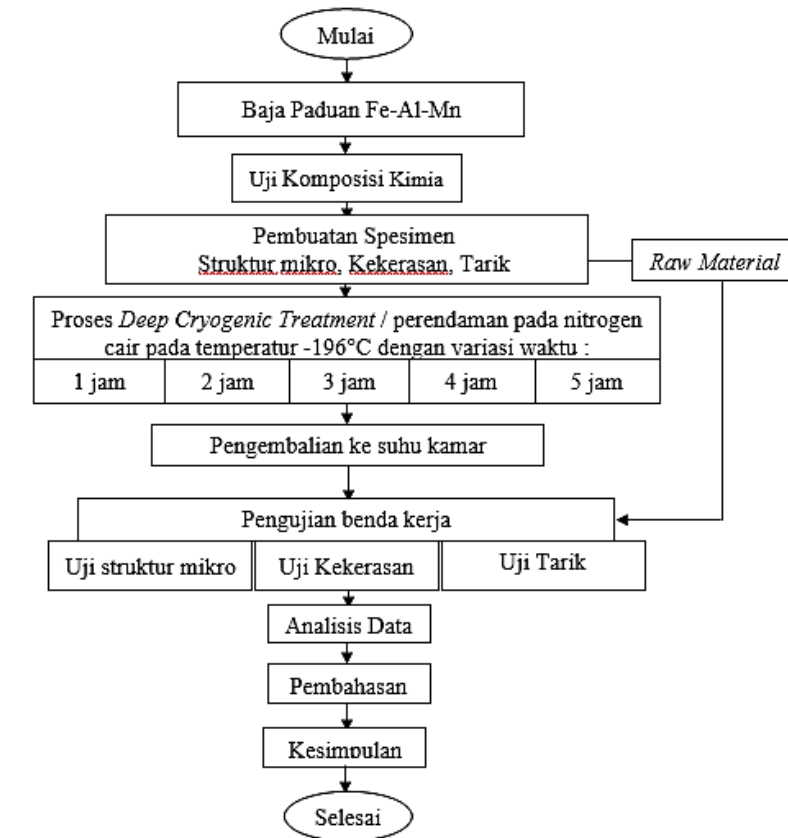 Mulai
Baja Paduan Fe-Al-Mn
Uji Komposisi Kimia
Pembuatan Spesimen
Struktur mikro, Kekerasan, Tarik
Raw Material
Proses Deep Cryogenic Treatment / perendaman pada nitrogen
cair pada temperatur -196°C dengan variasi waktu :
1 jam
2 jam
3 jam
4 jam
5 jam
Pengembalian ke suhu kamar
Pengujian benda kerja
Uji struktur mikro
Uji Kekerasan
Uji Tarik
Analisis Data
Pembahasan
Kesimpulan
Selesai